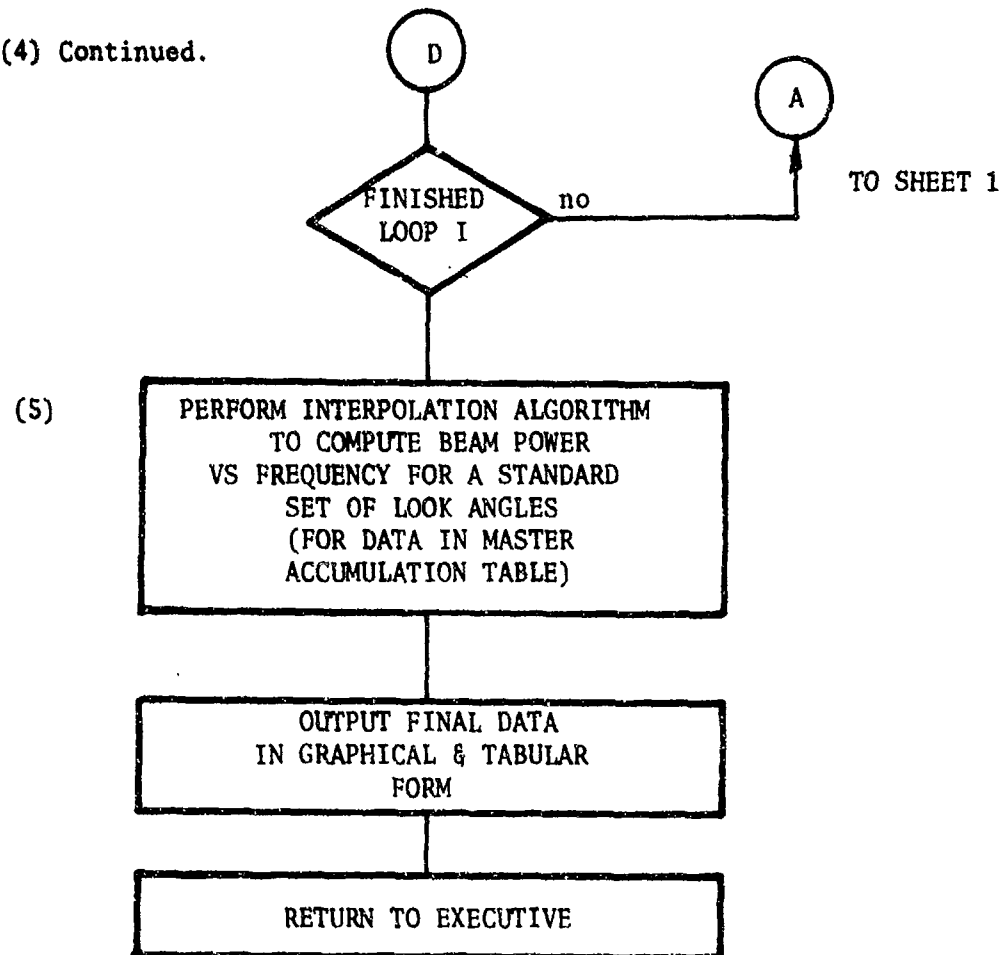 (4) Continued.
D
A
TO SHEET 1
FINISHED
LOOP I
no
(5)
PERFORM INTERPOLATION ALGORITHM
TO COMPUTE BEAM POWER
VS FREQUENCY FOR A STANDARD
SET OF LOOK ANGLES
(FOR DATA IN MASTER
ACCUMULATION TABLE)
OUTPUT FINAL DATA
IN GRAPHICAL & TABULAR
FORM
RETURN TO EXECUTIVE